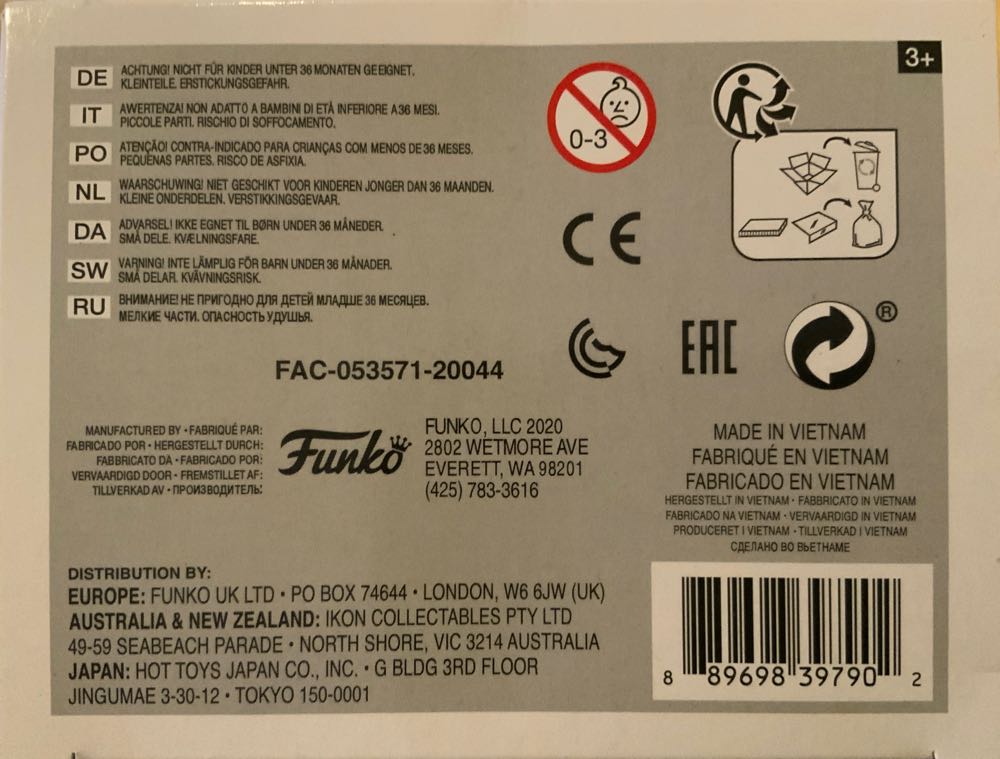 3+
DE ACHTUNG! NICHT FÜR KINDER UNTER 36 MONATEN GEEIGNET.
KLEINTEILE. ERSTICKUNGSGEFAHR.
IT AWERTENZA! NON ADATTO A BAMBINI DI ETÀ INFERIORE A36 MESI.
PICCOLE PARTI. RISCHIO DI SOFFOCAMENTO.
PO ATENÇÃO! CONTRA-INDICADO PARA CRIANÇAS COM MENOS DE 36 MESES.
PEQUENAS PARTES. RISCO DE ASFIXIA.
NL WAARSCHUWING! NIET GESCHIKT VOOR KINDEREN JONGER DAN 36 MAANDEN.
KLEINE ONDERDELEN. VERSTIKKINGSGEVAAR.
DA ADVARSEL! IKKE EGNET TIL BØRN UNDER 36 MÅNEDER.
SMÅ DELE. KVÆLNINGSFARE.
SW VARNING! INTE LÄMPLIG FÖR BARN UNDER 36 MÅNADER.
SMÅ DELAR. KVÄVNINGSRISK.
RU ВНИМАНИЕ! НЕ ПРИГОДНО ДЛЯ ДЕТЕЙ МЛАДШЕ 36 МЕСЯЦЕВ.
МЕЛКИЕ ЧАСТИ. ОПАСНОСТЬ УДУШЬЯ.
0-3
CE
EAC
®
FAC-053571-20044
MANUFACTURED BY • FABRIQUÉ PAR:
FABRICADO POR • HERGESTELLT DURCH:
FABBRICATO DA • FABRICADO POR:
VERVAARDIGD DOOR • FREMSTILLET AF:
TILLVERKAD AV • ПРОИЗВОДИТЕЛЬ:
Funko
FUNKO, LLC 2020
2802 WETMORE AVE
EVERETT, WA 98201
(425) 783-3616
MADE IN VIETNAM
FABRIQUÉ EN VIETNAM
FABRICADO EN VIETNAM
HERGESTELLT IN VIETNAM • FABBRICATO IN VIETNAM
FABRICADO NA VIETNAM • VERVAARDIGD IN VIETNAM
PRODUCERET I VIETNAM • TILLVERKAD I VIETNAM
СДЕЛАНО ВО ВЬЕТНАМЕ
DISTRIBUTION BY:
EUROPE: FUNKO UK LTD • PO BOX 74644 • LONDON, W6 6JW (UK)
AUSTRALIA & NEW ZEALAND: IKON COLLECTABLES PTY LTD
49-59 SEABEACH PARADE • NORTH SHORE, VIC 3214 AUSTRALIA
JAPAN: HOT TOYS JAPAN CO., INC. • G BLDG 3RD FLOOR
JINGUMAE 3-30-12 • TOKYO 150-0001
8 89698 39790 2